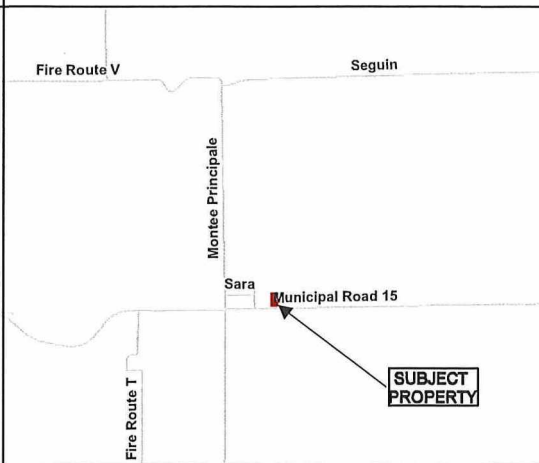 Fire Route V
Seguin
Montee Principale
Sara
Municipal Road 15
Fire Route T
SUBJECT
PROPERTY